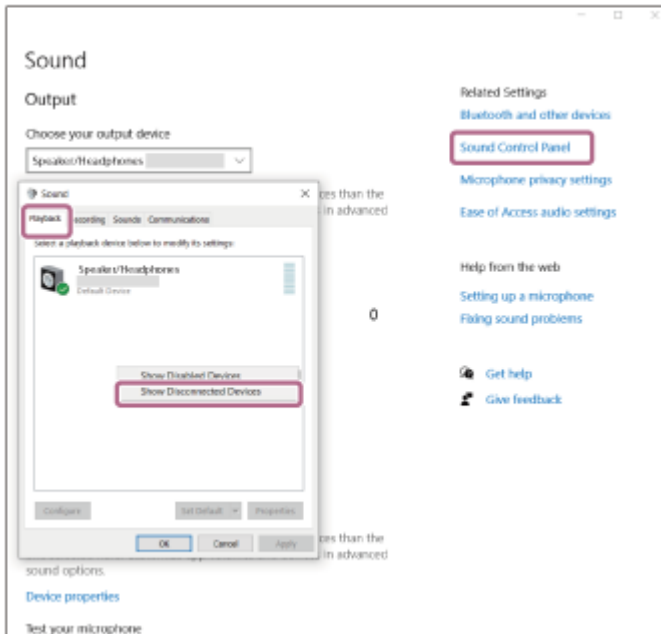 Sound
Output
Choose your output device
Speaker/Headphones
Sound
Playback
ecording
Sounds
Communications
Select a playback device below to modify its settings:
Speaker/Headphones
Default Device
Show Disabled Devices
Show Disconnected Devices
Configure
Set Default
Properties
OK
Cancel
Apply
ces than the
in advanced
0
ces than the
in advanced
sound options.
Device properties
Test your microphone
Related Settings
Bluetooth and other devices
Sound Control Panel
Microphone privacy settings
Ease of Access audio settings
Help from the web
Setting up a microphone
Fixing sound problems
Get help
Give feedback